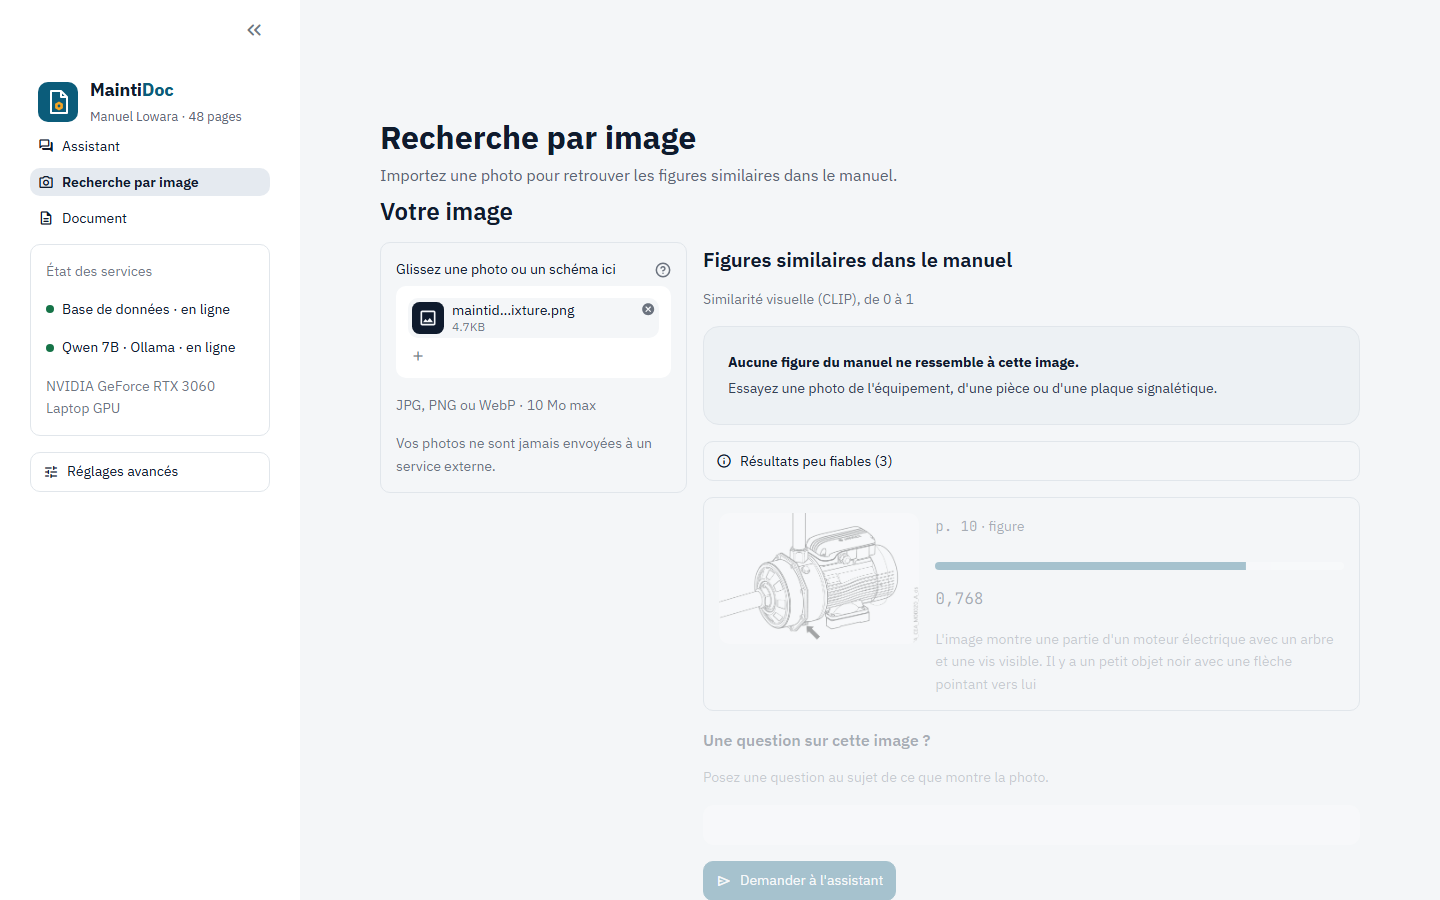 MaintiDoc
Manuel Lowara · 48 pages
Assistant
Recherche par image
Document
État des services
Base de données · en ligne
Qwen 7B · Ollama · en ligne
NVIDIA GeForce RTX 3060
Laptop GPU
Réglages avancés
Recherche par image
Importez une photo pour retrouver les figures similaires dans le manuel.
Votre image
Glissez une photo ou un schéma ici
maintid...ixture.png
4.7KB
JPG, PNG ou WebP · 10 Mo max
Vos photos ne sont jamais envoyées à un
service externe.
Figures similaires dans le manuel
Similarité visuelle (CLIP), de 0 à 1
Aucune figure du manuel ne ressemble à cette image.
Essayez une photo de l'équipement, d'une pièce ou d'une plaque signalétique.
Résultats peu fiables (3)
p. 10 · figure
0,768
L'image montre une partie d'un moteur électrique avec un arbre
et une vis visible. Il y a un petit objet noir avec une flèche
pointant vers lui
Une question sur cette image ?
Posez une question au sujet de ce que montre la photo.
Demander à l'assistant